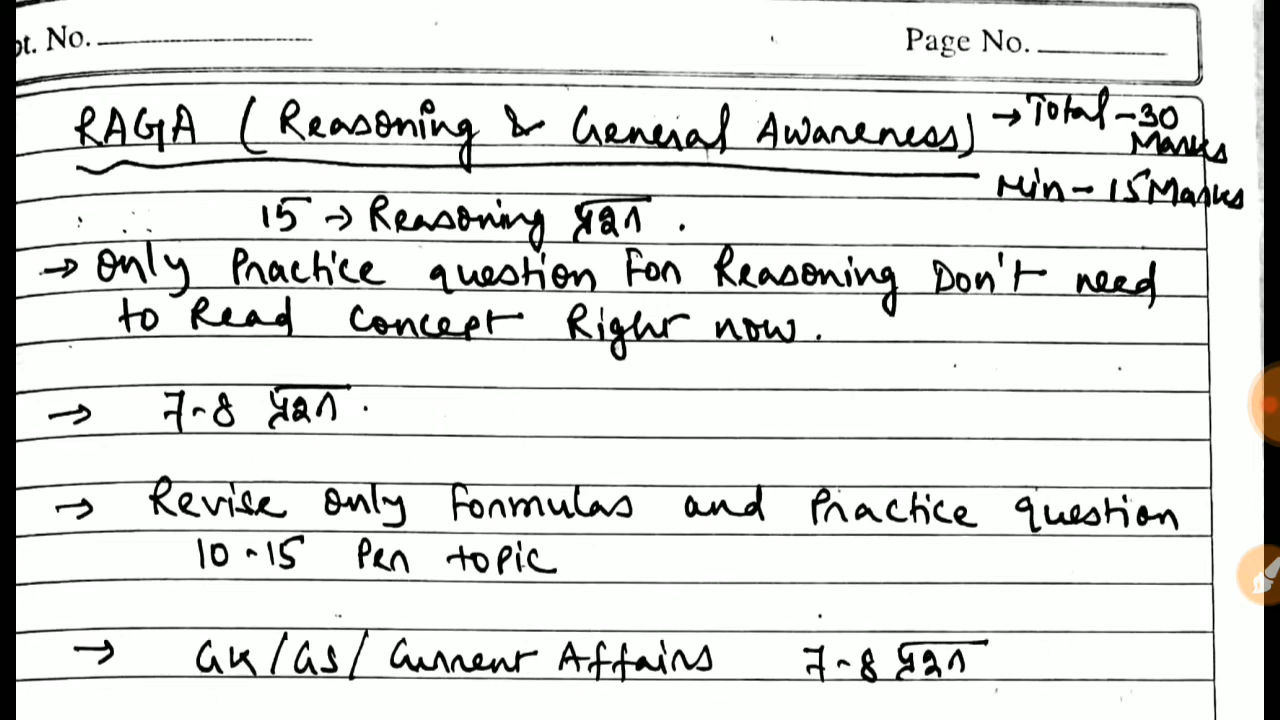 pt. No.
Page No.
RAGA (Reasoning & General Awareness) → Total - 30 Marks
Min - 15 Marks
15 → Reasoning प्रश्न .
→ Only Practice question For Reasoning Don't need
to Read Concept Right now.
→ 7-8 प्रश्न .
→ Revise only Formulas and Practice question
10-15 Per topic
→ GK/GS/ Current Affairs 7-8 प्रश्न